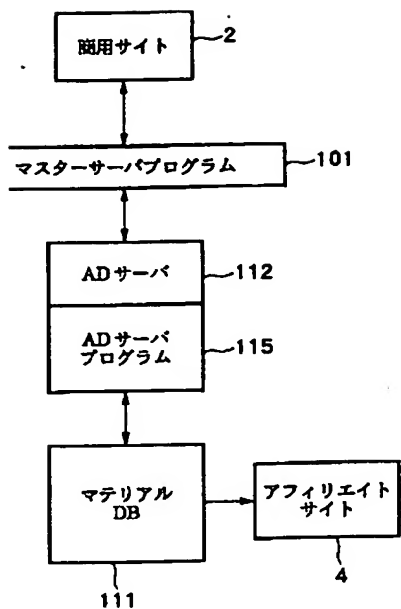 商用サイト
2
マスターサーバプログラム
101
ADサーバ
112
ADサーバ
プログラム
115
マテリアル
DB
111
アフィリエイト
サイト
4